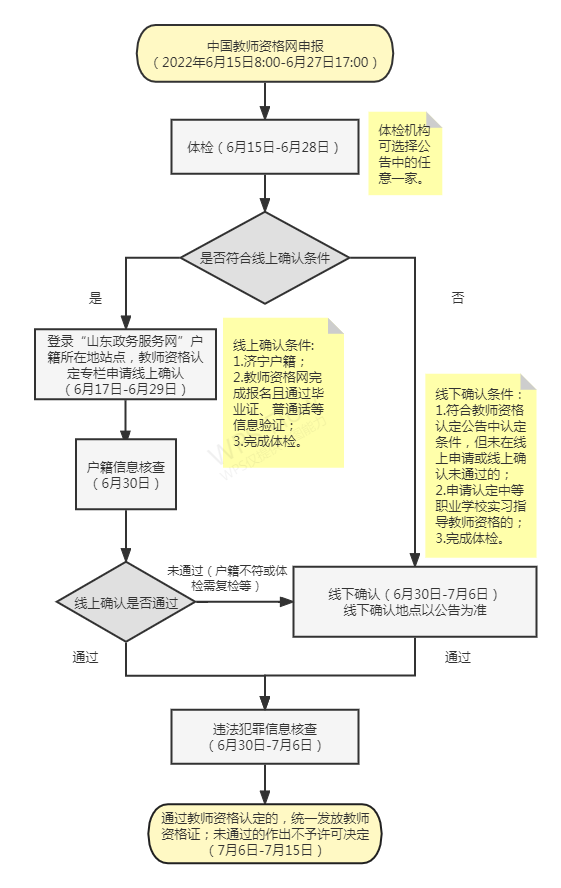 中国教师资格网申报
（2022年6月15日8:00-6月27日17:00）
体检（6月15日-6月28日）
体检机构
可选择公
告中的任
意一家。
是否符合线上确认条件
是
否
登录“山东政务服务网”户
籍所在地站点，教师资格认
定专栏申请线上确认
（6月17日-6月29日）
线上确认条件:
1.济宁户籍；
2.教师资格网完
成报名且通过毕
业证、普通话等
信息验证；
3.完成体检。
线下确认条件：
1.符合教师资格
认定公告中认定
条件，但未在线
上申请或线上确
认未通过的；
2.申请认定中等
职业学校实习指
导教师资格的；
3.完成体检。
户籍信息核查
（6月30日）
线上确认是否通过
未通过（户籍不符或体
检需复检等）
线下确认（6月30日-7月6日）
线下确认地点以公告为准
通过
通过
违法犯罪信息核查
（6月30日-7月6日）
通过教师资格认定的，统一发放教师
资格证；未通过的作出不予许可决定
（7月6日-7月15日）